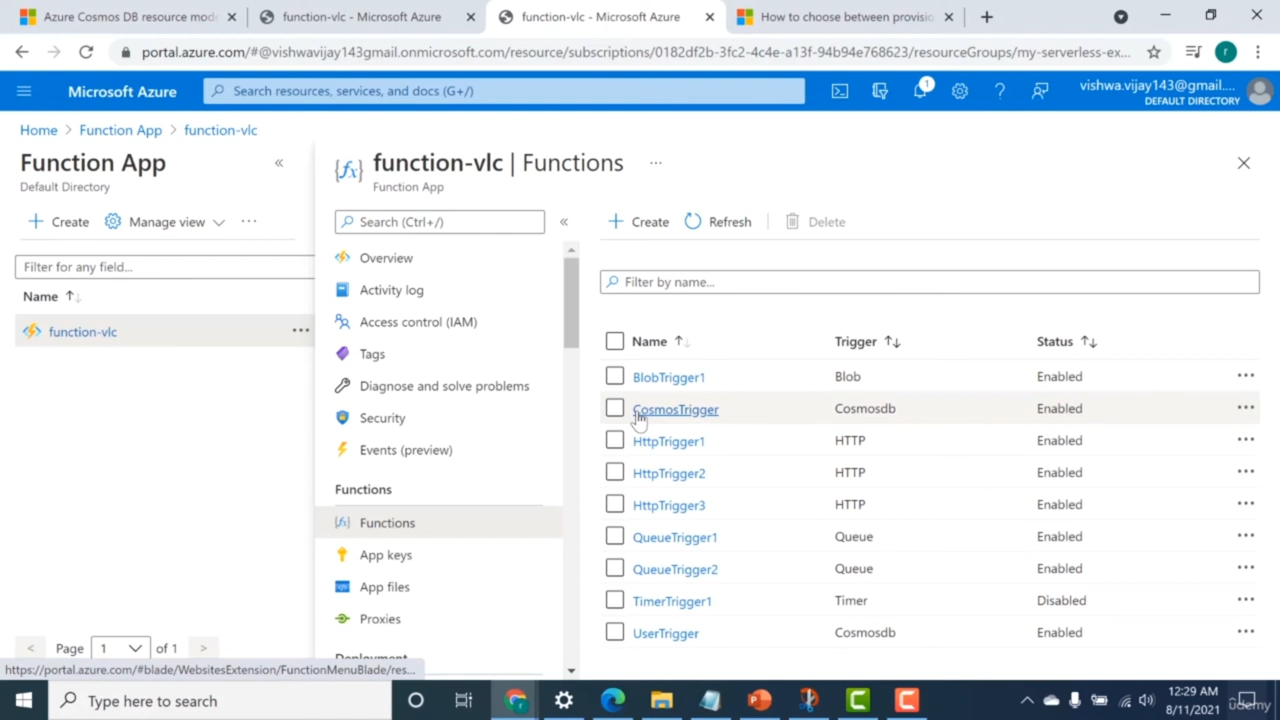 Azure Cosmos DB resource mode
function-vlc - Microsoft Azure
function-vlc - Microsoft Azure
How to choose between provisio
portal.azure.com/#@vishwavijay143gmail.onmicrosoft.com/resource/subscriptions/0182df2b-3fc2-4c4e-a13f-94b94e768623/resourceGroups/my-serverless-ex...
r
Microsoft Azure
Search resources, services, and docs (G+/)
1
vishwa.vijay143@gmail....
DEFAULT DIRECTORY
Home > Function App > function-vlc
Function App
Default Directory
Create
Manage view
Filter for any field...
Name
function-vlc
Page 1 of 1
function-vlc | Functions
Function App
Search (Ctrl+/)
Overview
Activity log
Access control (IAM)
Tags
Diagnose and solve problems
Security
Events (preview)
Functions
Functions
App keys
App files
Proxies
Deployment
Create
Refresh
Delete
Filter by name...
Name Trigger Status
BlobTrigger1 Blob Enabled
CosmosTrigger Cosmosdb Enabled
HttpTrigger1 HTTP Enabled
HttpTrigger2 HTTP Enabled
HttpTrigger3 HTTP Enabled
QueueTrigger1 Queue Enabled
QueueTrigger2 Queue Enabled
TimerTrigger1 Timer Disabled
UserTrigger Cosmosdb Enabled
https://portal.azure.com/#blade/WebsitesExtension/FunctionMenuBlade/res...
Type here to search
12:29 AM
8/11/2021
udemy